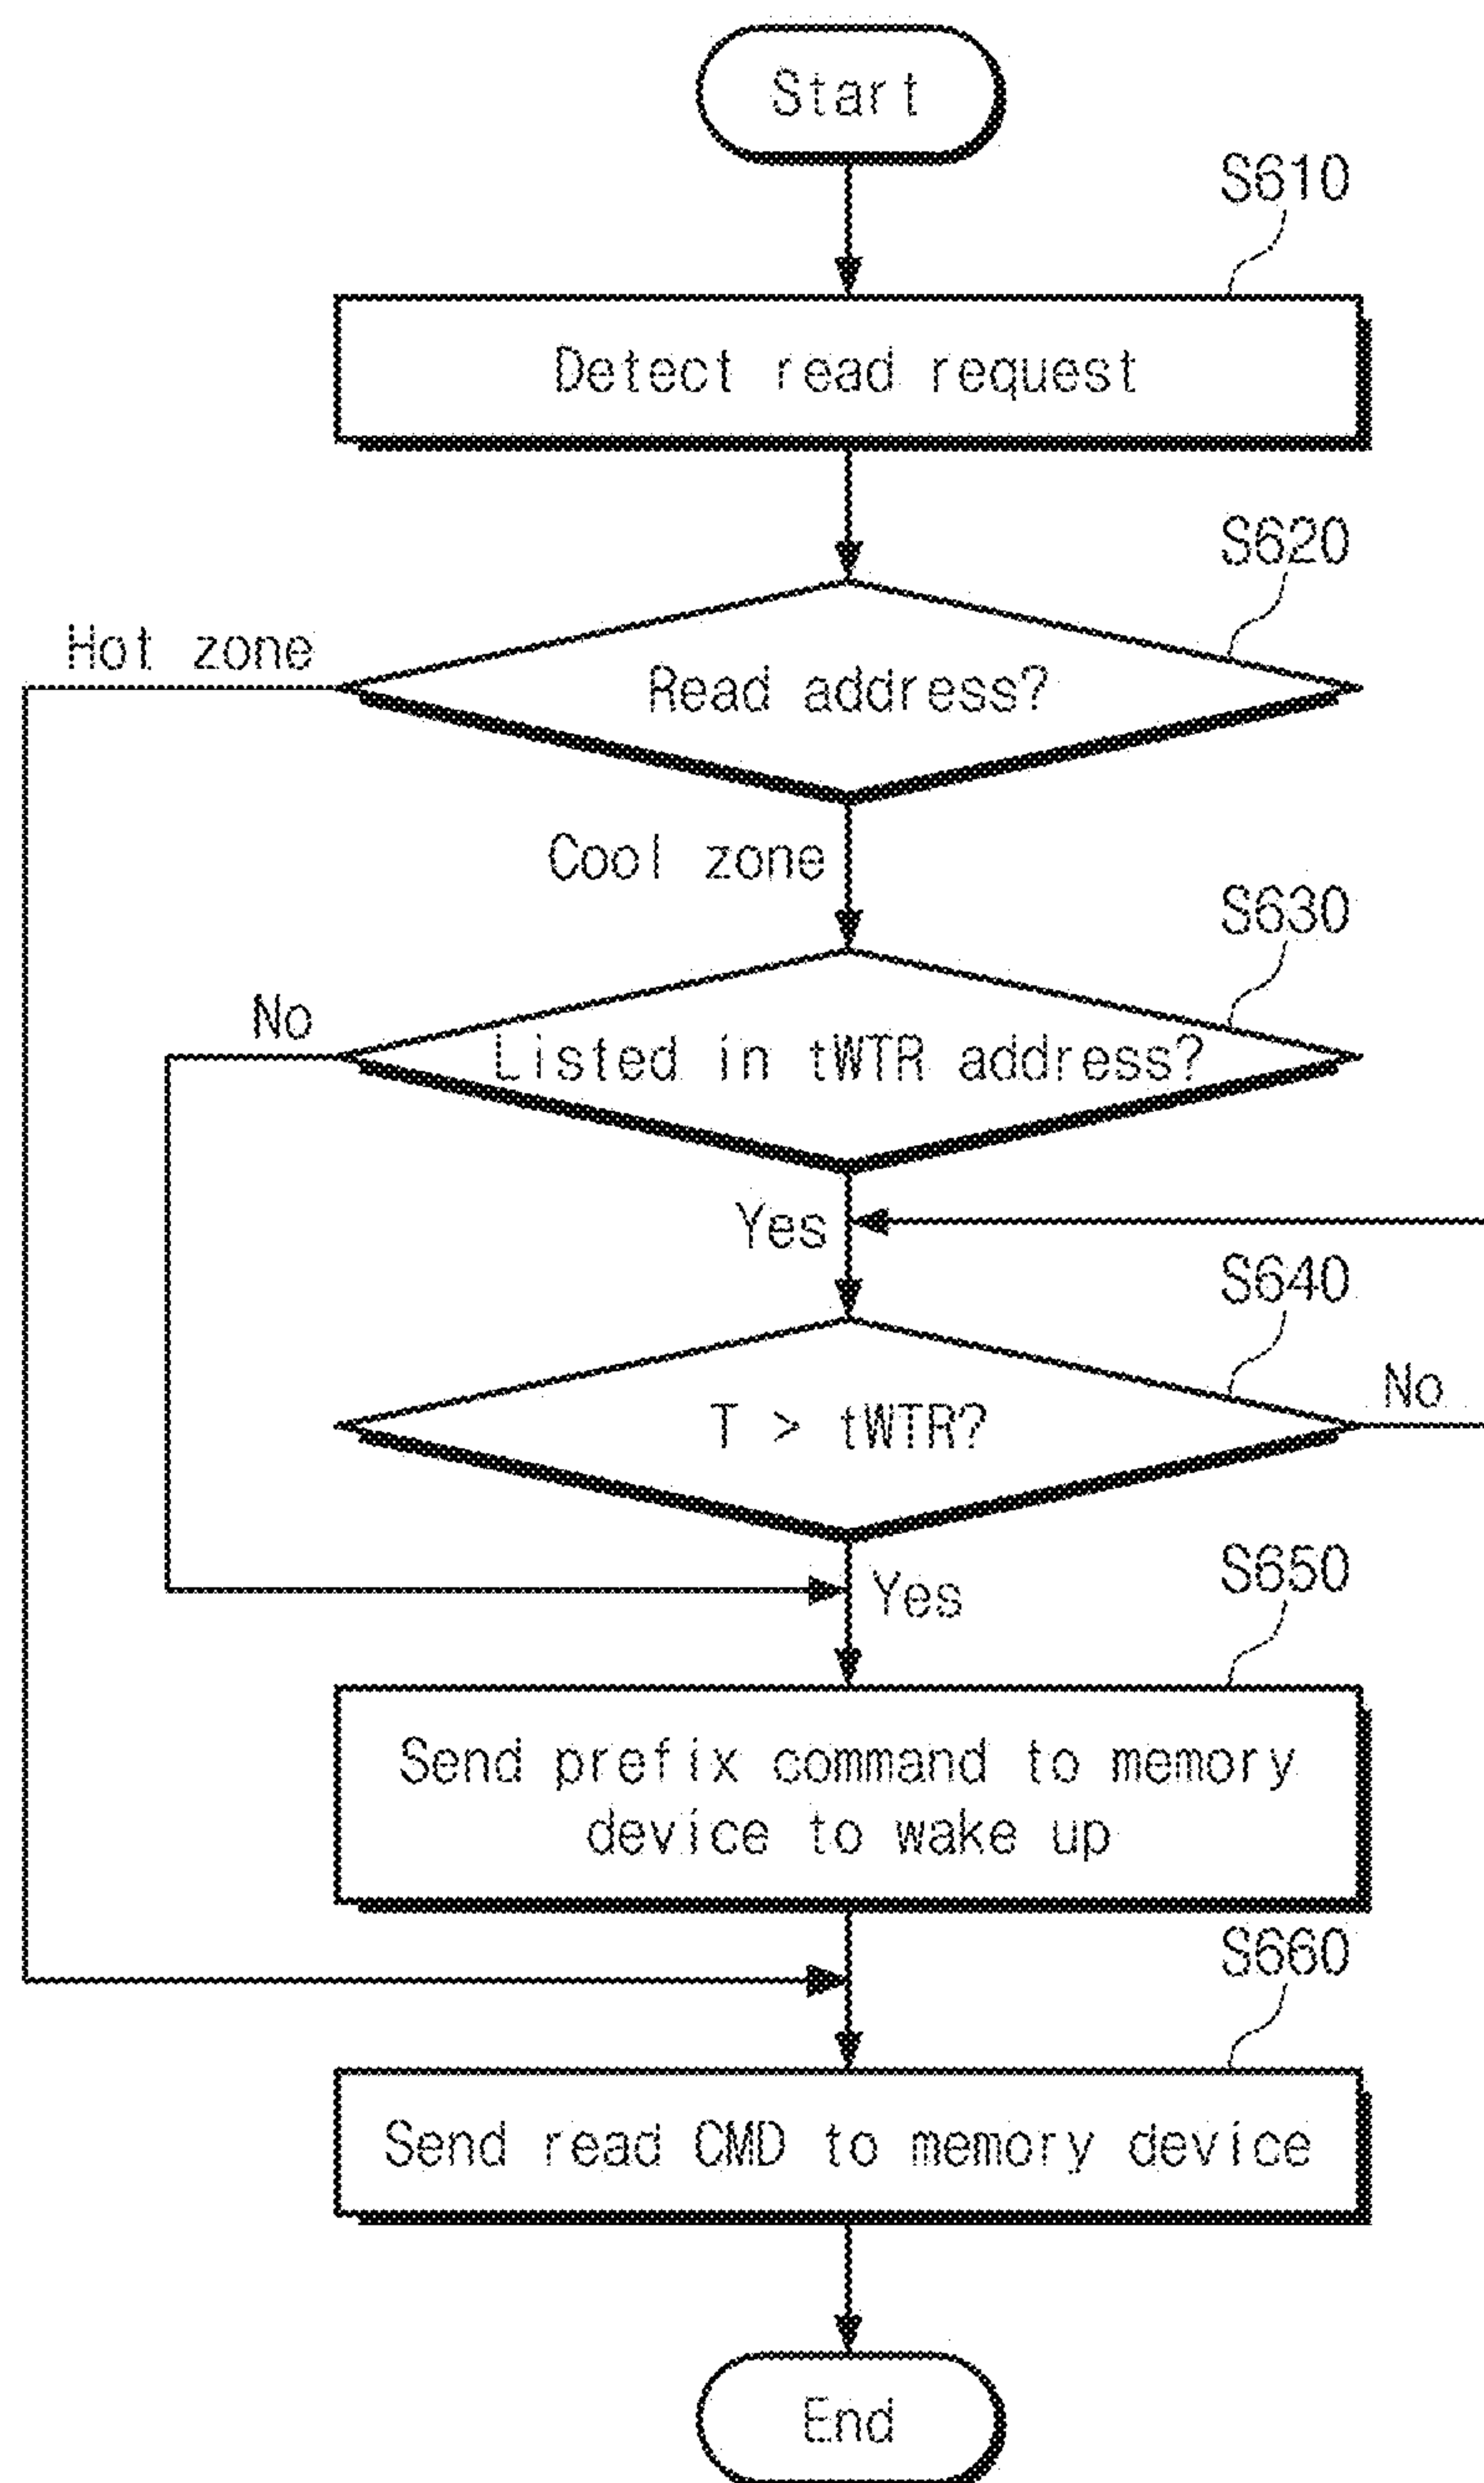 Start
S610
Detect read request
S620
Hot zone
Read address?
Cool zone
S630
No
Listed in tWTR address?
Yes
S640
No
T > tWTR?
S650
Yes
Send prefix command to memory
device to wake up
S660
Send read CMD to memory device
End